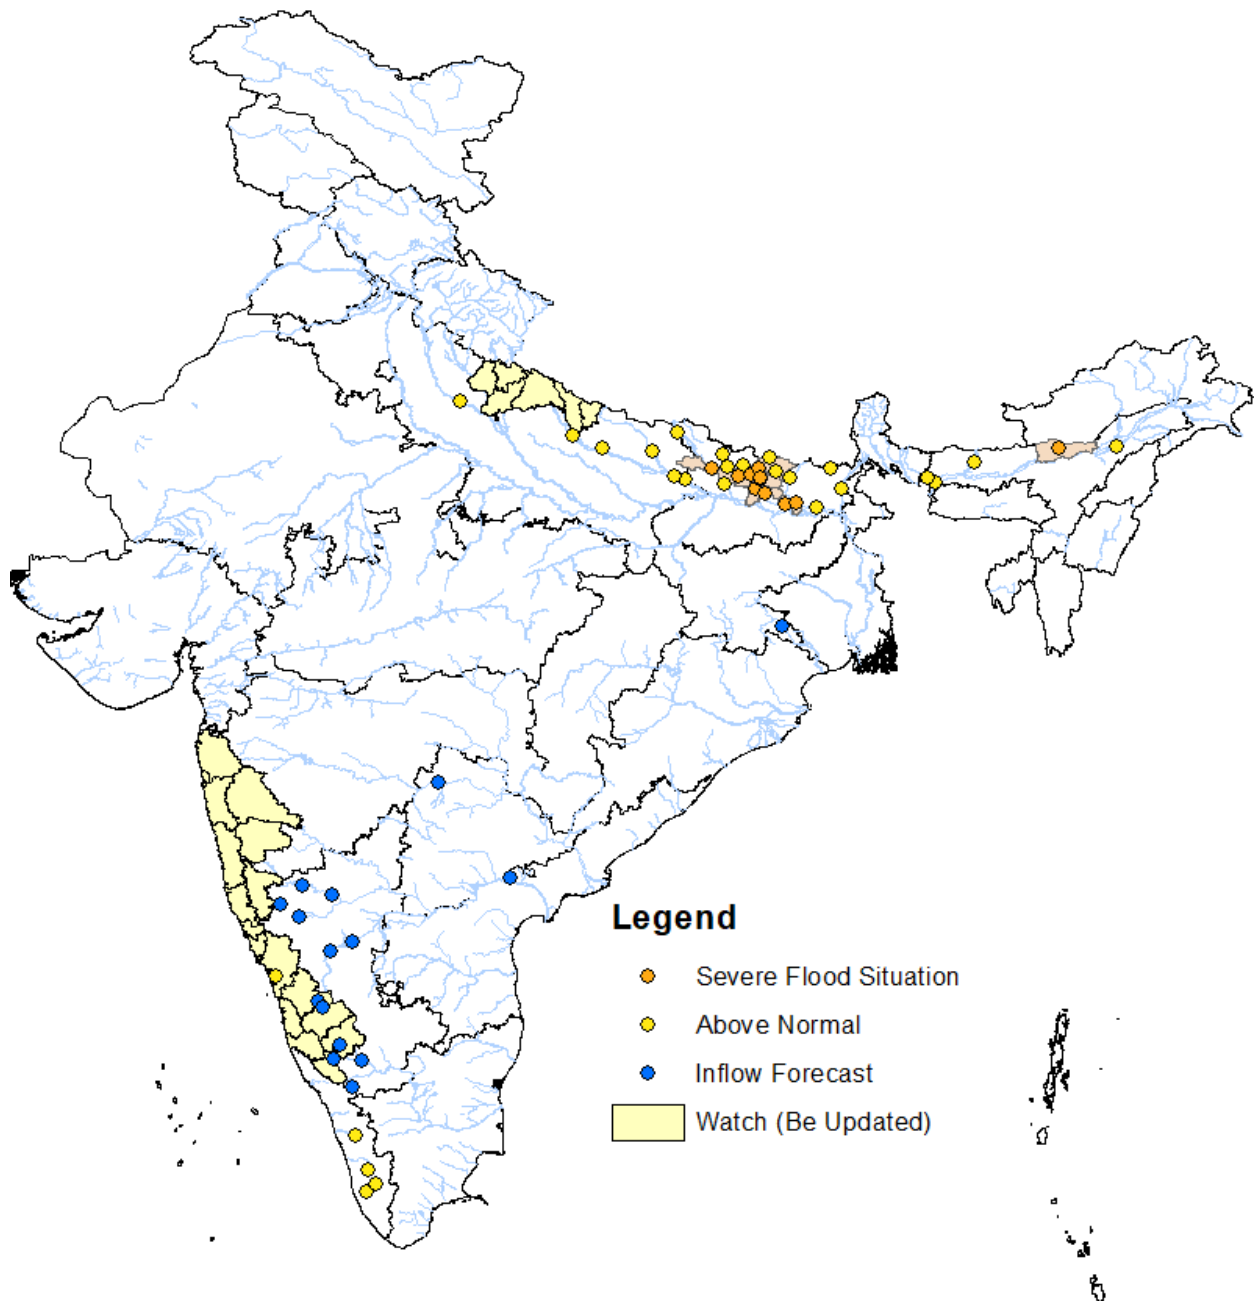 Legend
Severe Flood Situation
Above Normal
Inflow Forecast
Watch (Be Updated)